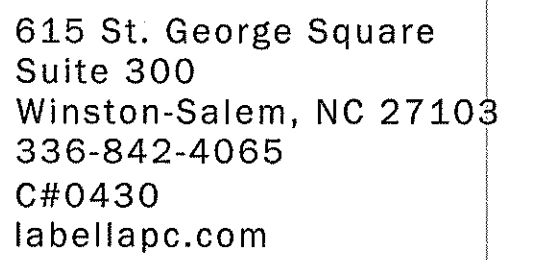 615 St. George Square
Suite 300
Winston-Salem, NC 27103
336-842-4065
C#0430
labellapc.com